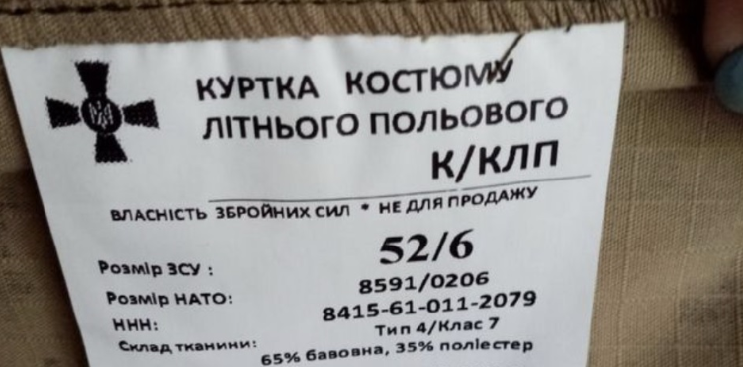 КУРТКА КОСТЮМУ
ЛІТНЬОГО ПОЛЬОВОГО
К/КЛП
ВЛАСНІСТЬ ЗБРОЙНИХ СИЛ * НЕ ДЛЯ ПРОДАЖУ
Розмір ЗСУ : 52/6
Розмір НАТО: 8591/0206
ННН: 8415-61-011-2079
Склад тканини: Тип 4/Клас 7
65% бавовна, 35% поліестер